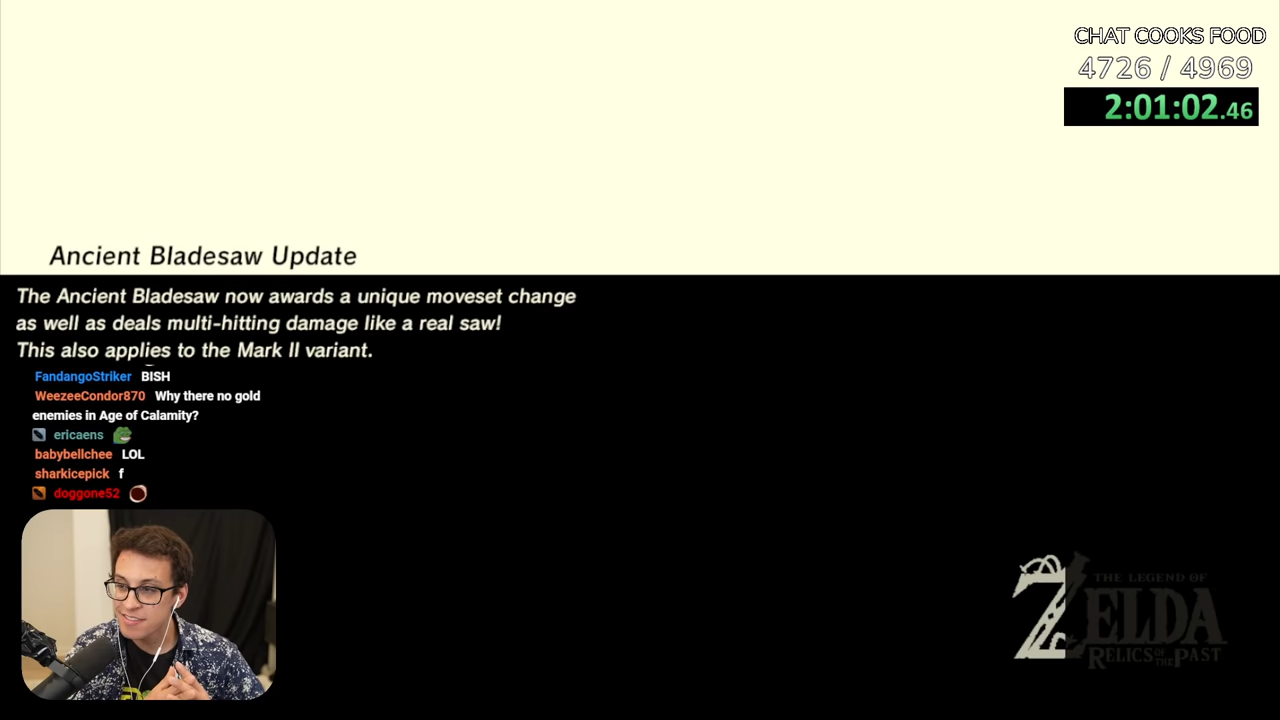 CHAT COOKS FOOD
4726 / 4969
2:01:02.46
Ancient Bladesaw Update
The Ancient Bladesaw now awards a unique moveset change
as well as deals multi-hitting damage like a real saw!
This also applies to the Mark II variant.
FandangoStriker BISH
WeezeeCondor870 Why there no gold
enemies in Age of Calamity?
ericaens
babybellchee LOL
sharkicepick f
doggone52
THE LEGEND OF
ZELDA
RELICS OF THE PAST